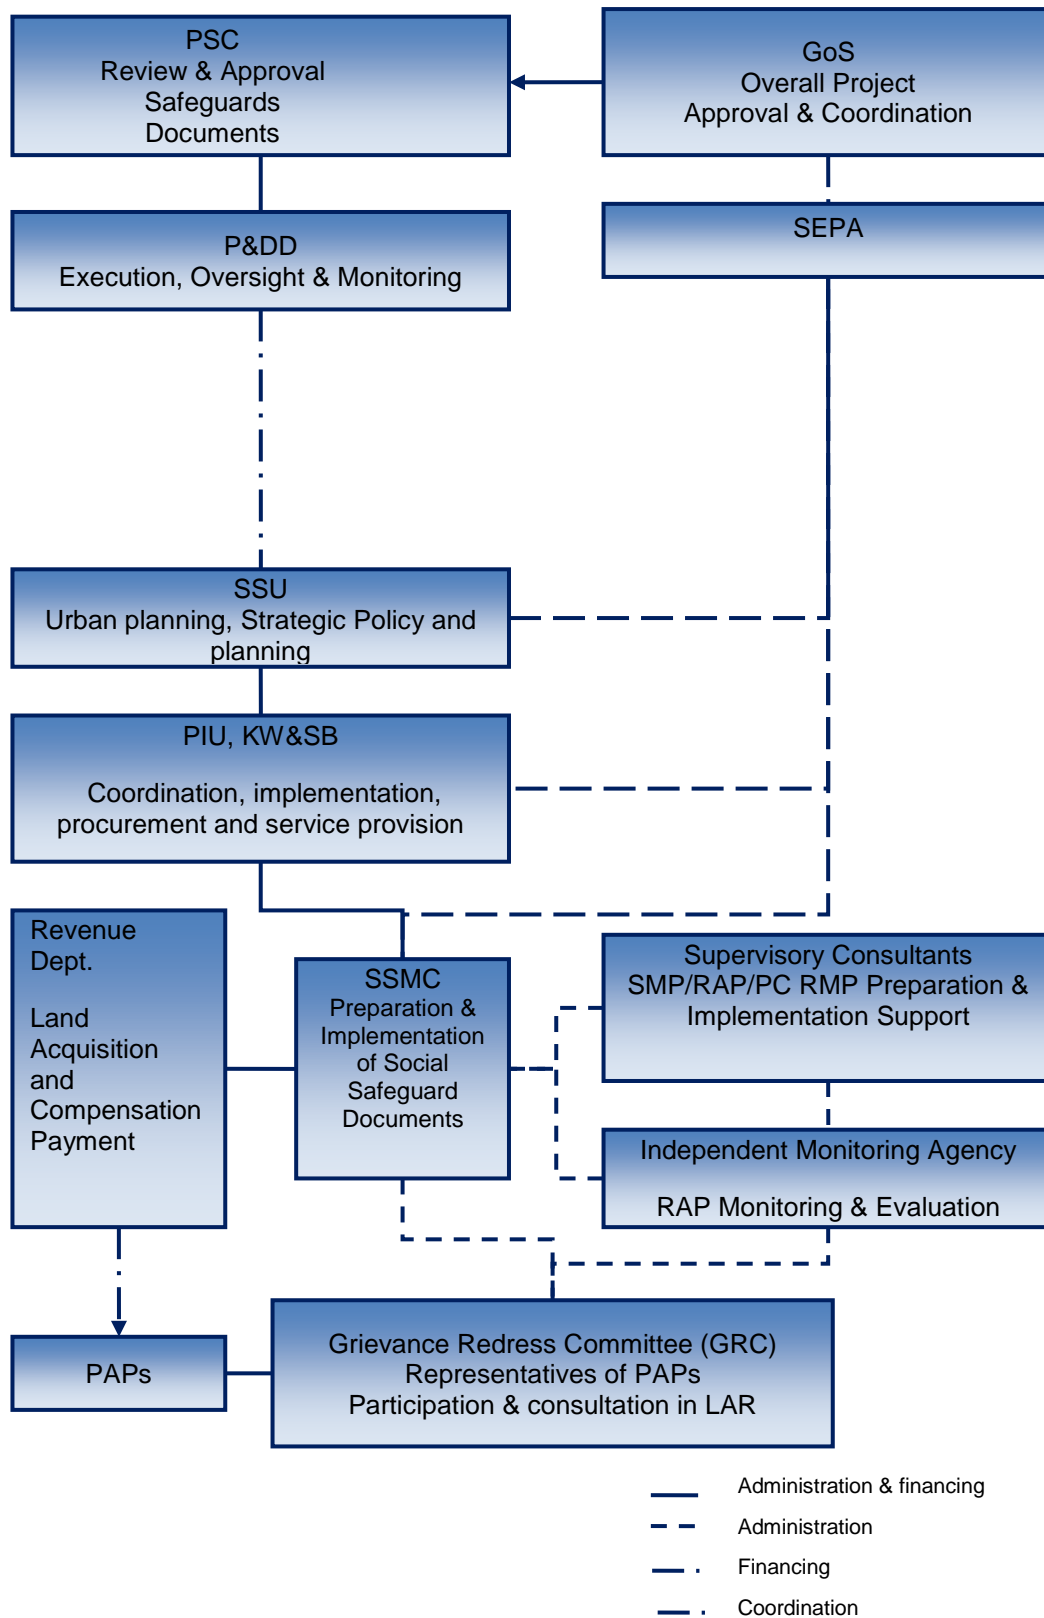 PSC
Review & Approval
Safeguards
Documents
GoS
Overall Project
Approval & Coordination
P&DD
Execution, Oversight & Monitoring
SEPA
SSU
Urban planning, Strategic Policy and
planning
PIU, KW&SB
Coordination, implementation,
procurement and service provision
Revenue
Dept.
Land
Acquisition
and
Compensation
Payment
SSMC
Preparation &
Implementation
of Social
Safeguard
Documents
Supervisory Consultants
SMP/RAP/PC RMP Preparation &
Implementation Support
Independent Monitoring Agency
RAP Monitoring & Evaluation
PAPs
Grievance Redress Committee (GRC)
Representatives of PAPs
Participation & consultation in LAR
Administration & financing
Administration
Financing
Coordination